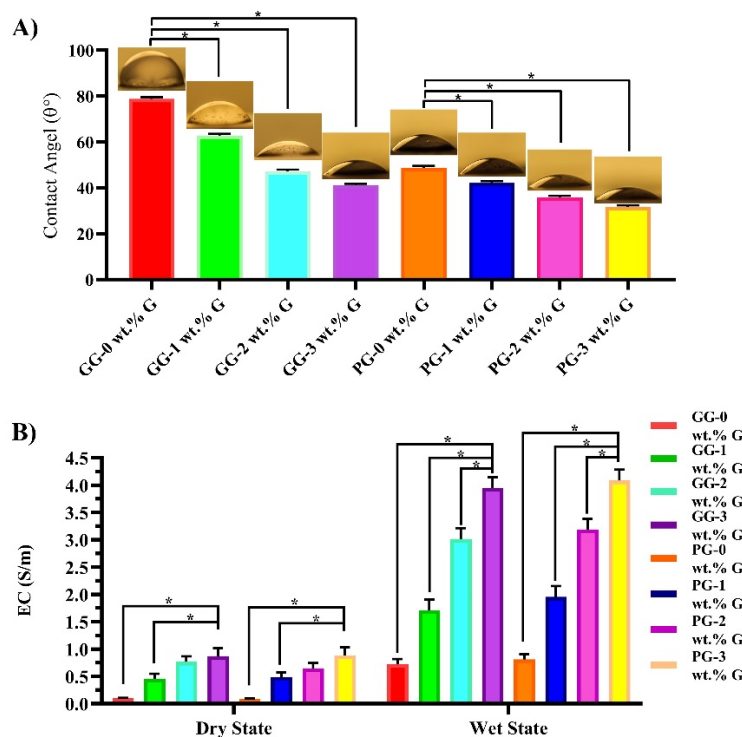 A)
Contact Angel (θ°)
100
80
60
40
20
0
* * * * * *
GG-0 wt.% G
GG-1 wt.% G
GG-2 wt.% G
GG-3 wt.% G
PG-0 wt.% G
PG-1 wt.% G
PG-2 wt.% G
PG-3 wt.% G
B)
EC (S/m)
4.5
4.0
3.5
3.0
2.5
2.0
1.5
1.0
0.5
0.0
* * * * * * * * * *
Dry State
Wet State
GG-0
wt.% G
GG-1
wt.% G
GG-2
wt.% G
GG-3
wt.% G
PG-0
wt.% G
PG-1
wt.% G
PG-2
wt.% G
PG-3
wt.% G